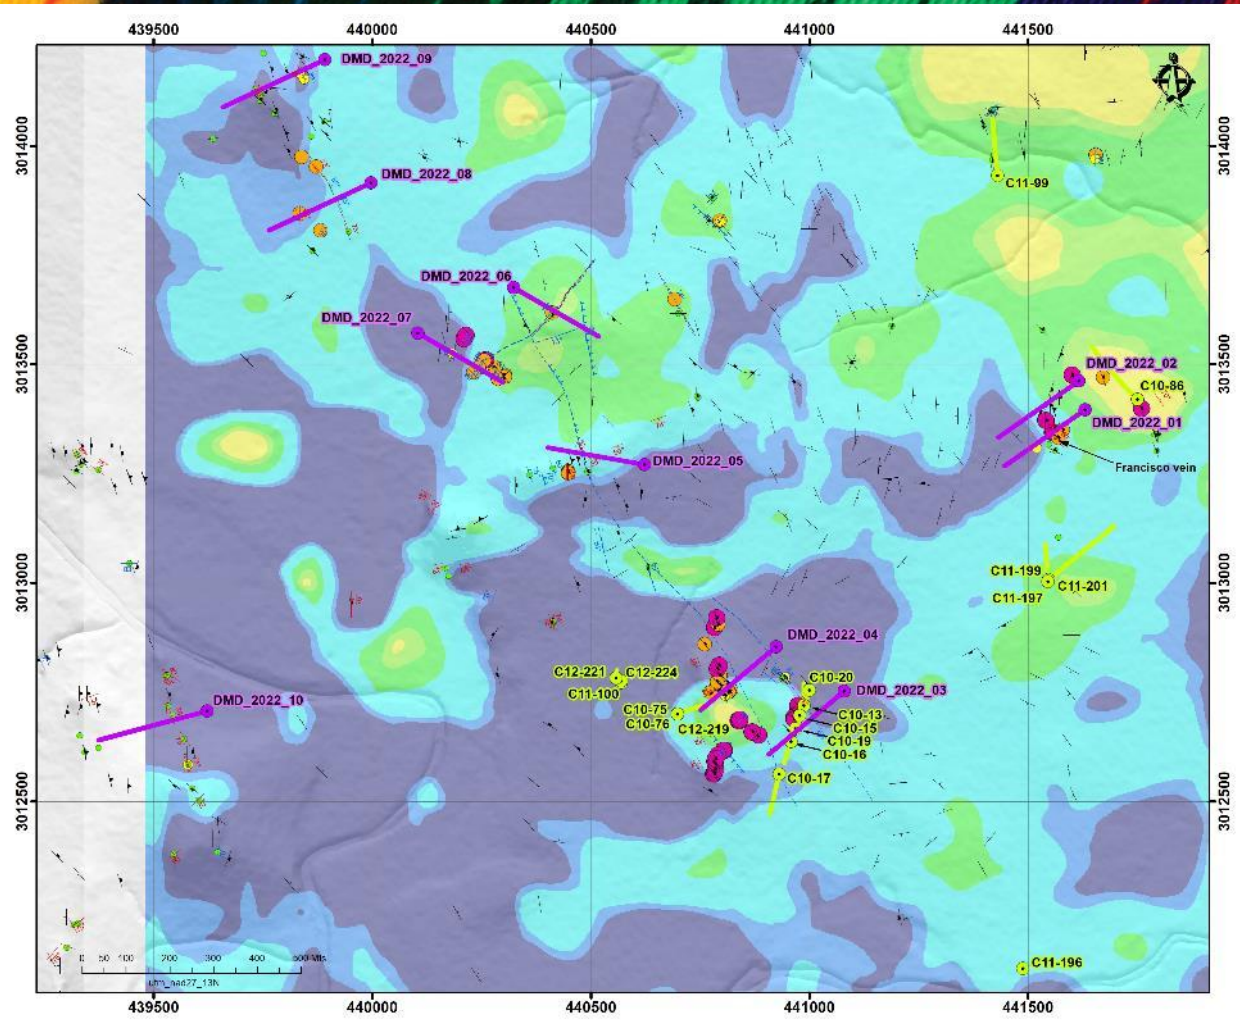 439500 440000 440500 441000 441500
DMD_2022_09
3014000 3014000
DMD_2022_08
C11-99
DMD_2022_06
DMD_2022_07
3013500 3013500
DMD_2022_02
C10-86
DMD_2022_01
DMD_2022_05
Francisco vein
3013000 3013000
C11-199
C11-201
C11-197
DMD_2022_04
C12-221 C12-224
C10-20
DMD_2022_03
C11-100
DMD_2022_10
C10-75
C10-13
C10-76
C12-219
C10-15
C10-19
C10-16
C10-17
3012500 3012500
0 50 100 200 300 400 500 Mts
utm_nad27_13N
C11-196
439500 440000 440500 441000 441500